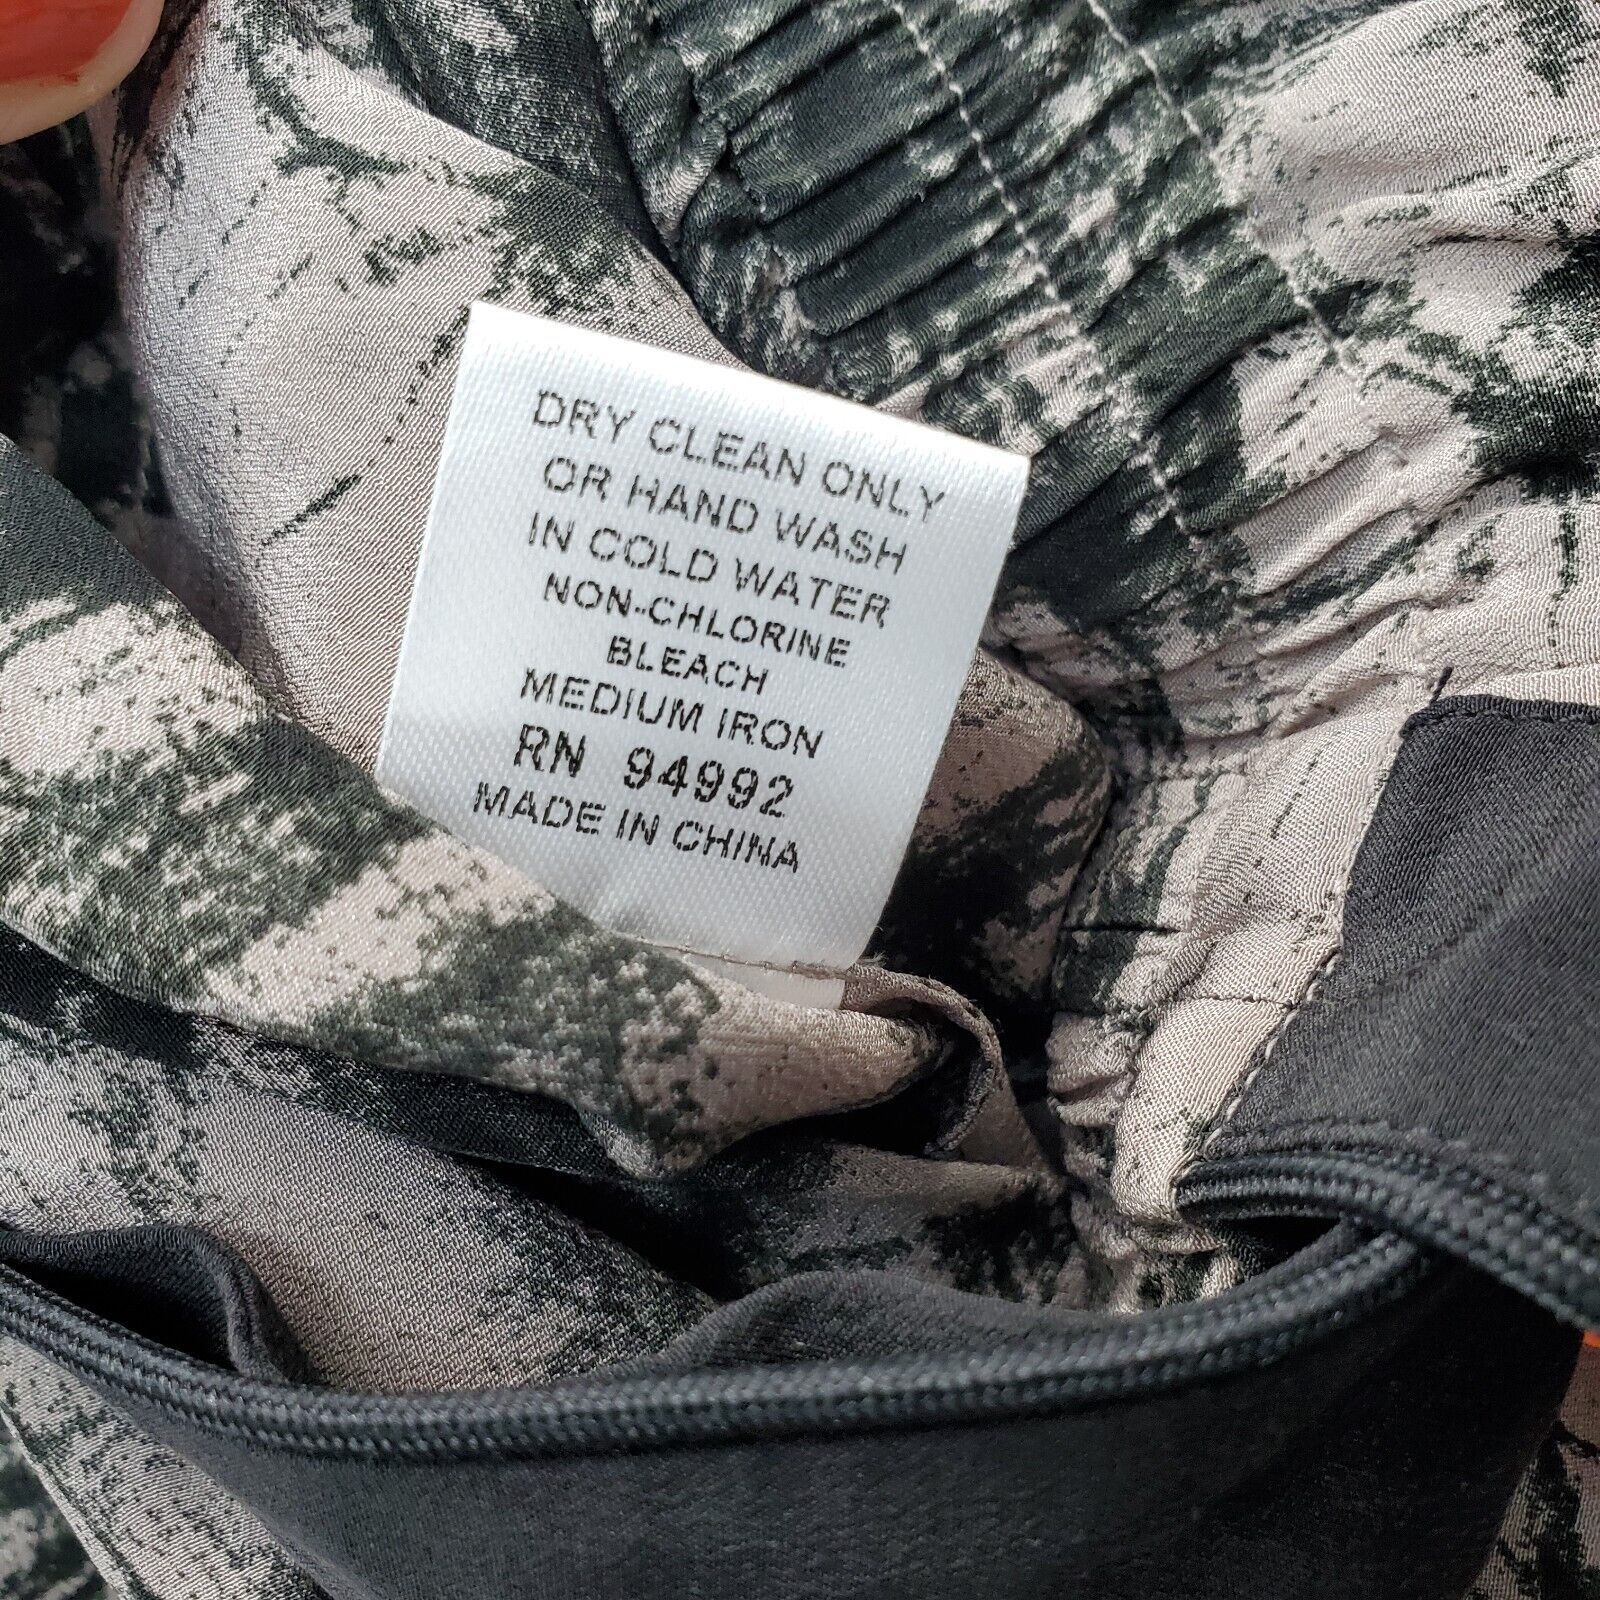 DRY CLEAN ONLY
OR HAND WASH
IN COLD WATER
NON-CHLORINE
BLEACH
MEDIUM IRON
RN 94992
MADE IN CHINA